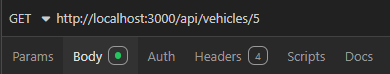 GET http://localhost:3000/api/vehicles/5
Params Body Auth Headers 4 Scripts Docs